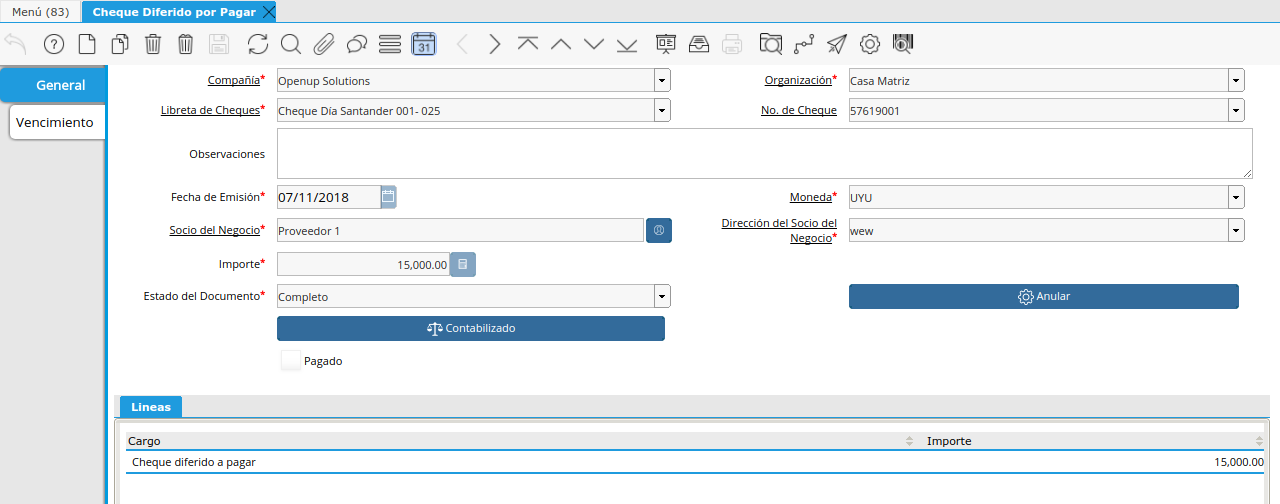 Menú (83) Cheque Diferido por Pagar
31
General
Vencimiento
Compañía* Openup Solutions Organización* Casa Matriz
Libreta de Cheques* Cheque Día Santander 001- 025 No. de Cheque 57619001
Observaciones
Fecha de Emisión* 07/11/2018 Moneda* UYU
Socio del Negocio* Proveedor 1 Dirección del Socio del
Negocio* wew
Importe* 15,000.00
Estado del Documento* Completo Anular
Contabilizado
Pagado
Lineas
Cargo Importe
Cheque diferido a pagar 15,000.00